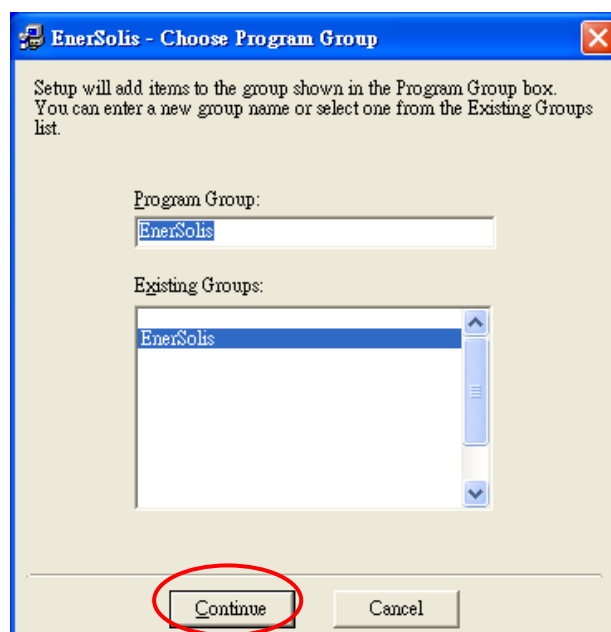 EnerSolis - Choose Program Group
Setup will add items to the group shown in the Program Group box.
You can enter a new group name or select one from the Existing Groups
list.
Program Group:
EnerSolis
Existing Groups:
EnerSolis
Continue
Cancel